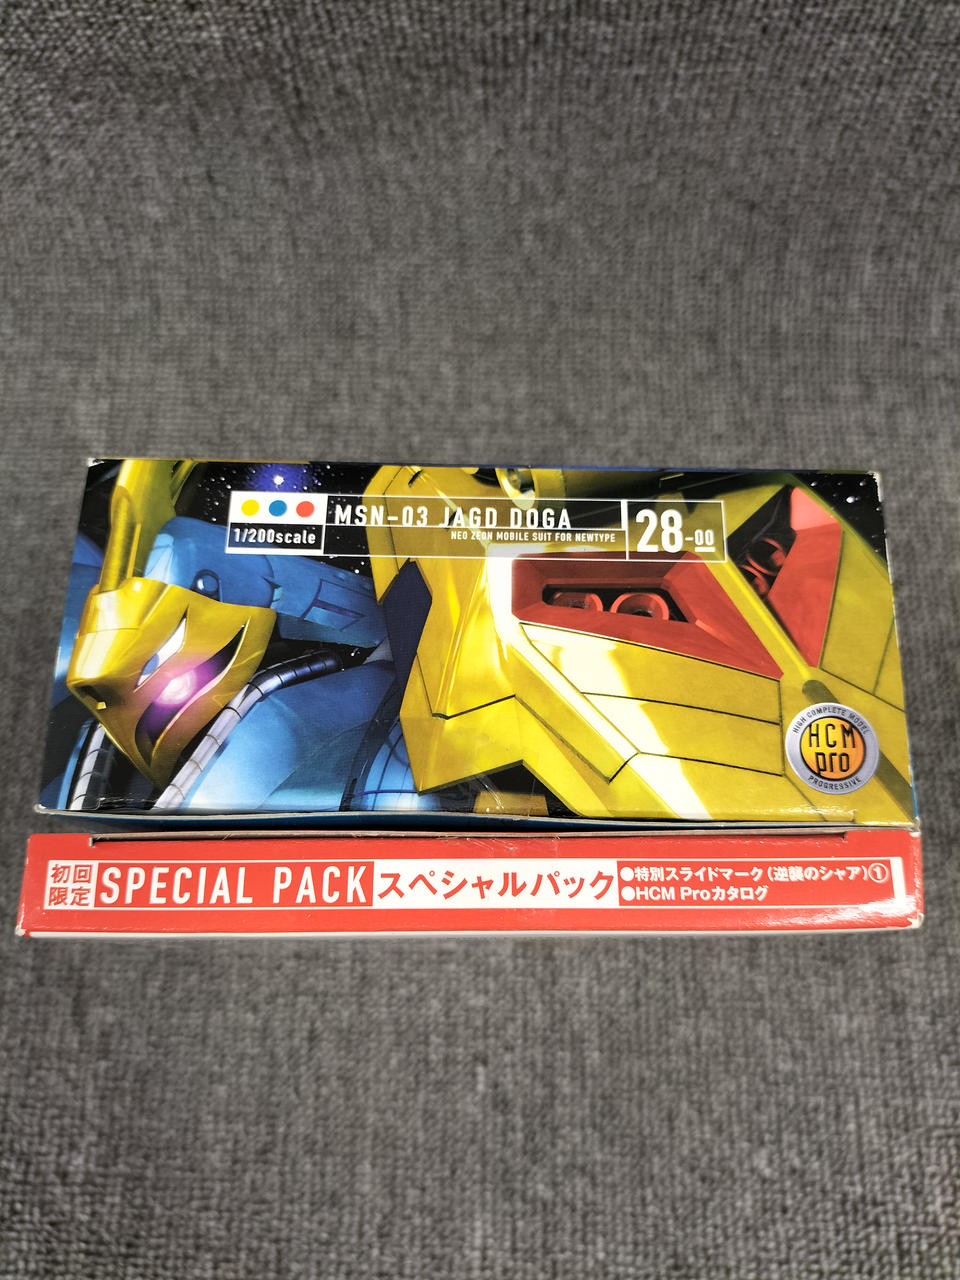 MSN-03 JAGD DOGA
1/200scale
NEO ZEON MOBILE SUIT FOR NEWTYPE
28-00
HIGH COMPLETE MODEL
HCM
pro
PROGRESSIVE
初回
限定
SPECIAL PACK
スペシャルパック
●特別スライドマーク(逆襲のシャア)①
●HCM Proカタログ